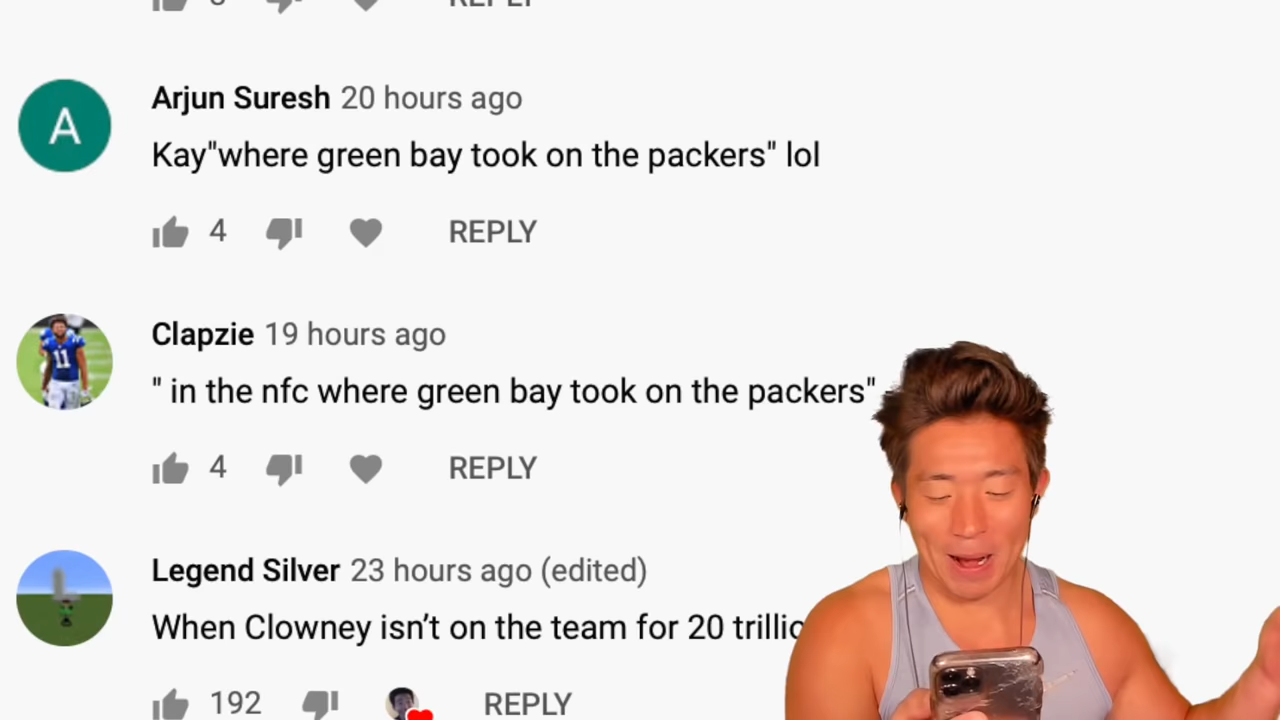 REPLY
Arjun Suresh 20 hours ago
A
Kay"where green bay took on the packers" lol
4 REPLY
Clapzie 19 hours ago
11
" in the nfc where green bay took on the packers"
4 REPLY
Legend Silver 23 hours ago (edited)
When Clowney isn’t on the team for 20
192 REPLY